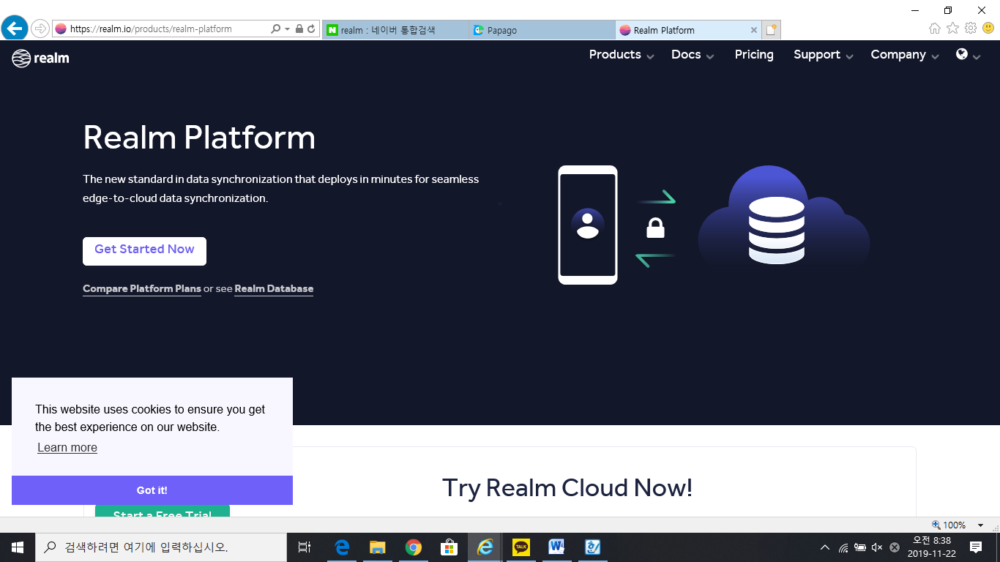 https://realm.io/products/realm-platform
realm : 네이버 통합검색
Papago
Realm Platform
realm
Products
Docs
Pricing
Support
Company
Realm Platform
The new standard in data synchronization that deploys in minutes for seamless
edge-to-cloud data synchronization.
Get Started Now
Compare Platform Plans or see Realm Database
This website uses cookies to ensure you get
the best experience on our website.
Learn more
Got it!
Try Realm Cloud Now!
Start a Free Trial
100%
검색하려면 여기에 입력하십시오.
TALK
오전 8:38
2019-11-22